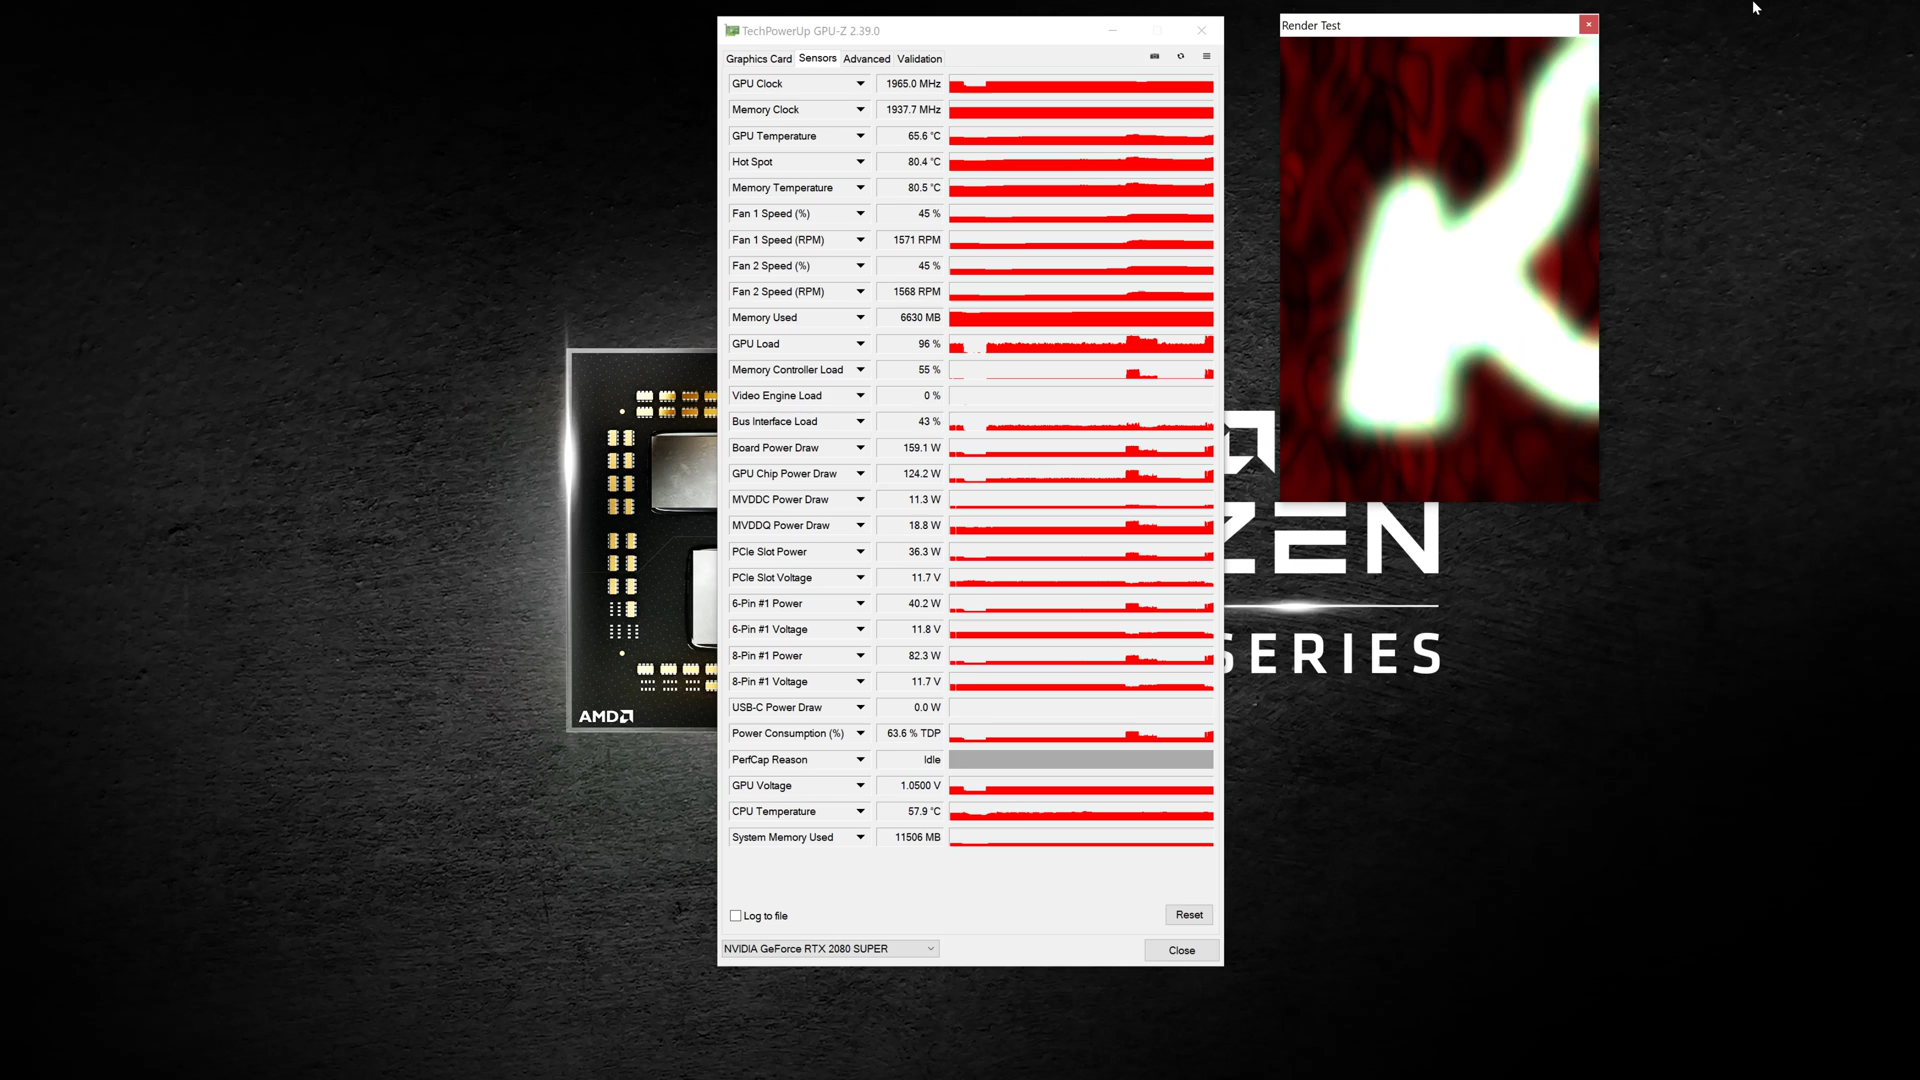 TechPowerUp GPU-Z 2.39.0
Graphics Card Sensors Advanced Validation
GPU Clock 1965.0 MHz
Memory Clock 1937.7 MHz
GPU Temperature 65.6 °C
Hot Spot 80.4 °C
Memory Temperature 80.5 °C
Fan 1 Speed (%) 45 %
Fan 1 Speed (RPM) 1571 RPM
Fan 2 Speed (%) 45 %
Fan 2 Speed (RPM) 1568 RPM
Memory Used 6630 MB
GPU Load 96 %
Memory Controller Load 55 %
Video Engine Load 0 %
Bus Interface Load 43 %
Board Power Draw 159.1 W
GPU Chip Power Draw 124.2 W
MVDDC Power Draw 11.3 W
MVDDQ Power Draw 18.8 W
PCIe Slot Power 36.3 W
PCIe Slot Voltage 11.7 V
6-Pin #1 Power 40.2 W
6-Pin #1 Voltage 11.8 V
8-Pin #1 Power 82.3 W
8-Pin #1 Voltage 11.7 V
USB-C Power Draw 0.0 W
Power Consumption (%) 63.6 % TDP
PerfCap Reason Idle
GPU Voltage 1.0500 V
CPU Temperature 57.9 °C
System Memory Used 11506 MB
Log to file
Reset
NVIDIA GeForce RTX 2080 SUPER
Close
Render Test
ZEN
SERIES
AMD